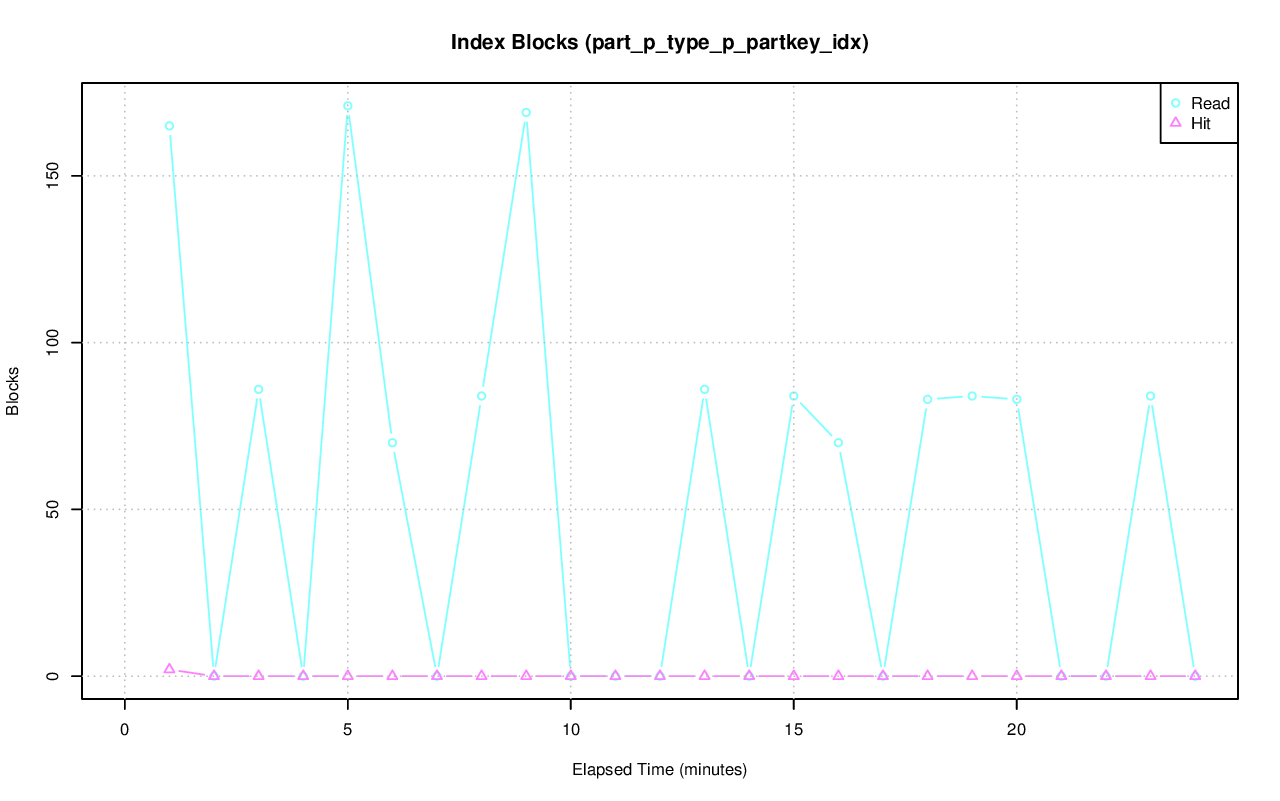 Index Blocks (part_p_type_p_partkey_idx)
Read
Hit
Blocks
150
100
50
0
0 5 10 15 20
Elapsed Time (minutes)